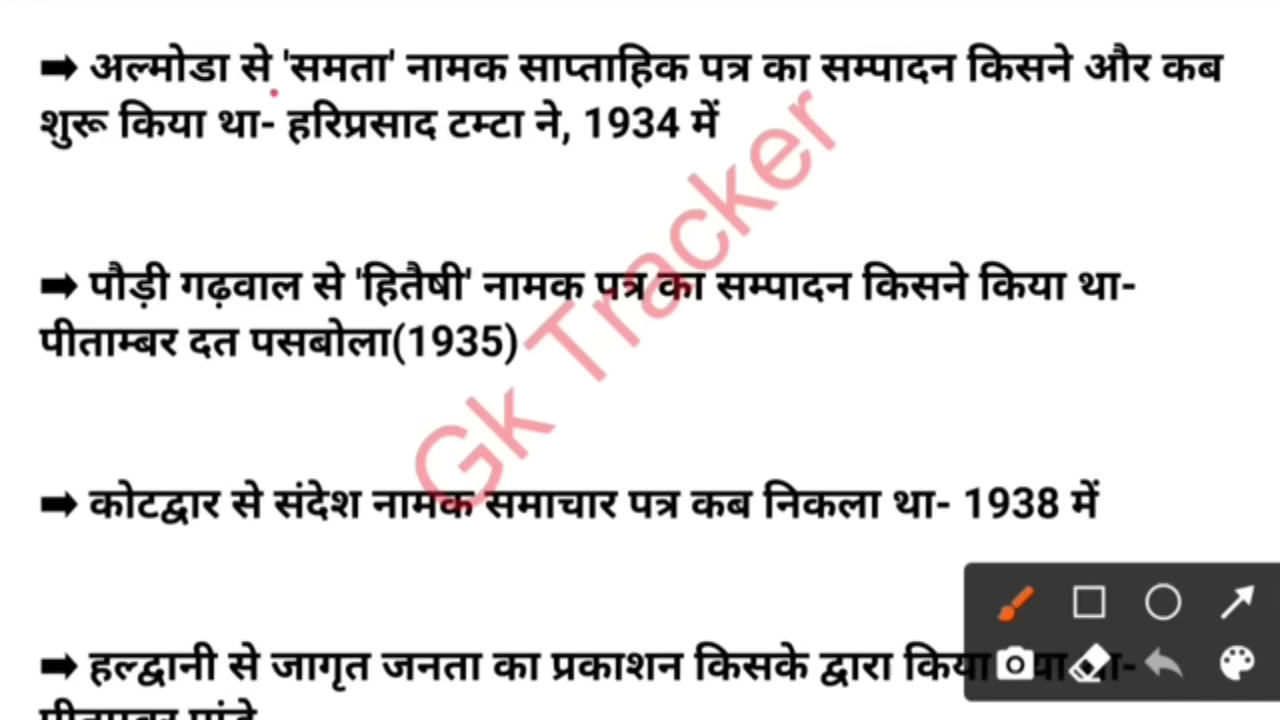 ➡ अल्मोडा से 'समता' नामक साप्ताहिक पत्र का सम्पादन किसने और कब
शुरू किया था- हरिप्रसाद टम्टा ने, 1934 में
➡ पौड़ी गढ़वाल से 'हितैषी' नामक पत्र का सम्पादन किसने किया था-
पीताम्बर दत पसबोला(1935)
➡ कोटद्वार से संदेश नामक समाचार पत्र कब निकला था- 1938 में
➡ हल्द्वानी से जागृत जनता का प्रकाशन किसके द्वारा किया
Gk Tracker